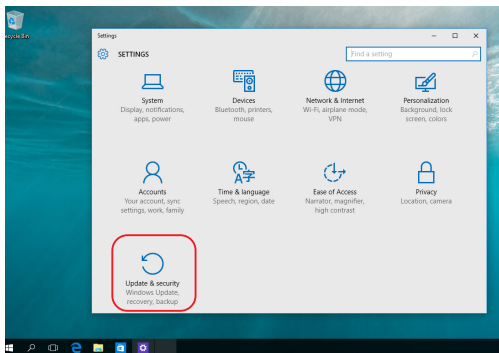 Recycle Bin
Settings
SETTINGS
Find a setting
System
Display, notifications,
apps, power
Devices
Bluetooth, printers,
mouse
Network & Internet
Wi-Fi, airplane mode,
VPN
Personalization
Background, lock
screen, colors
Accounts
Your account, sync
settings, work, family
Time & language
Speech, region, date
Ease of Access
Narrator, magnifier,
high contrast
Privacy
Location, camera
Update & security
Windows Update,
recovery, backup